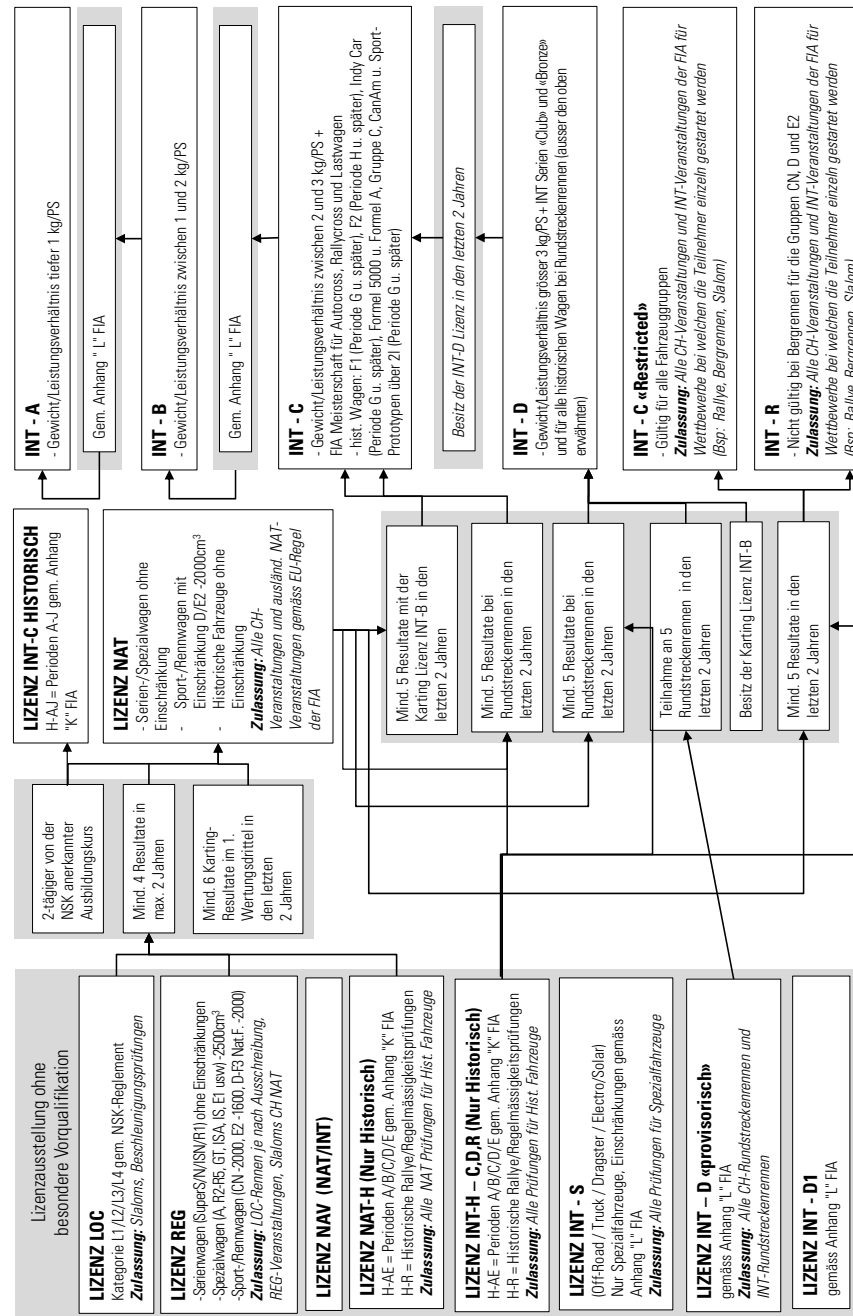 Lizenzausstellung ohne
besondere Vorqualifikation
LIZENZ LOC
Kategorie L1/L2/L3/L4 gem. NSK-Reglement
Zulassung: Slaloms, Beschleunigungsprüfungen
LIZENZ REG
-Serienwagen (SuperS/N/ISN/R1) ohne Einschränkungen
-Spezialwagen (A, R2-R5, GT, ISA, IS, E1 usw) -2500cm³
-Sport-/Rennwagen (CN -2000, E2 -1600, D-F3 Nat.F. -2000)
Zulassung: LOC-Rennen je nach Ausschreibung,
REG-Veranstaltungen, Slaloms CH NAT
LIZENZ NAV (NAT/INT)
LIZENZ NAT-H (Nur Historisch)
H-AE = Perioden A/B/C/D/E gem. Anhang "K" FIA
H-R = Historische Rallye/Regelmässigkeitsprüfungen
Zulassung: Alle NAT Prüfungen für Hist. Fahrzeuge
LIZENZ INT-H – C,D,R (Nur Historisch)
H-AE = Perioden A/B/C/D/E gem. Anhang "K" FIA
H-R = Historische Rallye/Regelmässigkeitsprüfungen
Zulassung: Alle Prüfungen für Hist. Fahrzeuge
LIZENZ INT - S
(Off-Road / Truck / Dragster / Electro/Solar)
Nur Spezialfahrzeuge, Einschränkungen gemäss
Anhang "L" FIA
Zulassung: Alle Prüfungen für Spezialfahrzeuge
LIZENZ INT – D «provisorisch»
gemäss Anhang "L" FIA
Zulassung: Alle CH-Rundstreckenrennen und
INT-Rundstreckenrennen
LIZENZ INT - D1
gemäss Anhang "L" FIA
2-tägiger von der
NSK anerkannter
Ausbildungskurs
Mind. 4 Resultate in
max. 2 Jahren
Mind. 6 Karting-
Resultate im 1.
Wertungsdrittel in
den letzten
2 Jahren
LIZENZ INT-C HISTORISCH
H-AJ = Perioden A-J gem. Anhang
"K" FIA
LIZENZ NAT
- Serien-/Spezialwagen ohne
Einschränkung
- Sport-/Rennwagen mit
Einschränkung D/E2 -2000cm³
- Historische Fahrzeuge ohne
Einschränkung
Zulassung: Alle CH-
Veranstaltungen und ausländ. NAT-
Veranstaltungen gemäss EU-Regel
der FIA
Mind. 5 Resultate mit der
Karting Lizenz INT-B in den
letzten 2 Jahren
Mind. 5 Resultate bei
Rundstreckenrennen in den
letzten 2 Jahren
Mind. 5 Resultate bei
Rundstreckenrennen in den
letzten 2 Jahren
Teilnahme an 5
Rundstreckenrennen in den
letzten 2 Jahren
Besitz der Karting Lizenz INT-B
Mind. 5 Resultate in den
letzten 2 Jahren
INT - A
- Gewicht/Leistungsverhältnis tiefer 1 kg/PS
Gem. Anhang " L" FIA
INT - B
- Gewicht/Leistungsverhältnis zwischen 1 und 2 kg/PS
Gem. Anhang " L" FIA
INT - C
- Gewicht/Leistungsverhältnis zwischen 2 und 3 kg/PS +
FIA Meisterschaft für Autocross, Rallycross und Lastwagen
- hist. Wagen: F1 (Periode G u. später), F2 (Periode H u. später), Indy Car
(Periode G u. später), Formel 5000 u. Formel A, Gruppe C, CanAm u. Sport-
Prototypen über 2l (Periode G u. später)
Besitz der INT-D Lizenz in den letzten 2 Jahren
INT - D
-Gewicht/Leistungsverhältnis grösser 3 kg/PS + INT Serien «Club» und «Bronze»
und für alle historischen Wagen bei Rundstreckenrennen (ausser den oben
erwähnten)
INT - C «Restricted»
- Gültig für alle Fahrzeuggruppen
Zulassung: Alle CH-Veranstaltungen und INT-Veranstaltungen der FIA für
Wettbewerbe bei welchen die Teilnehmer einzeln gestartet werden
(Bsp: Rallye, Bergrennen, Slalom)
INT - R
- Nicht gültig bei Bergrennen für die Gruppen CN, D und E2
Zulassung: Alle CH-Veranstaltungen und INT-Veranstaltungen der FIA für
Wettbewerbe bei welchen die Teilnehmer einzeln gestartet werden
(Bsp: Rallye, Bergrennen, Slalom)